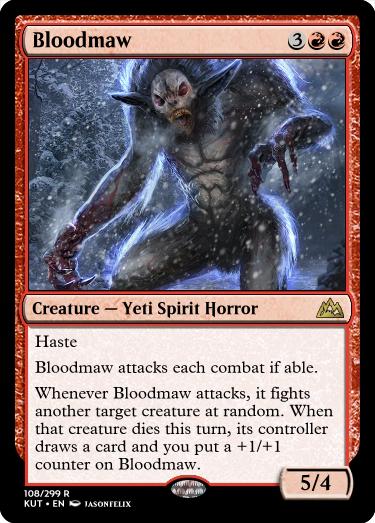 Bloodmaw 3
Creature — Yeti Spirit Horror
Haste
Bloodmaw attacks each combat if able.
Whenever Bloodmaw attacks, it fights
another target creature at random. When
that creature dies this turn, its controller
draws a card and you put a +1/+1
counter on Bloodmaw.
5/4
108/299 R
KUT • EN JASONFELIX